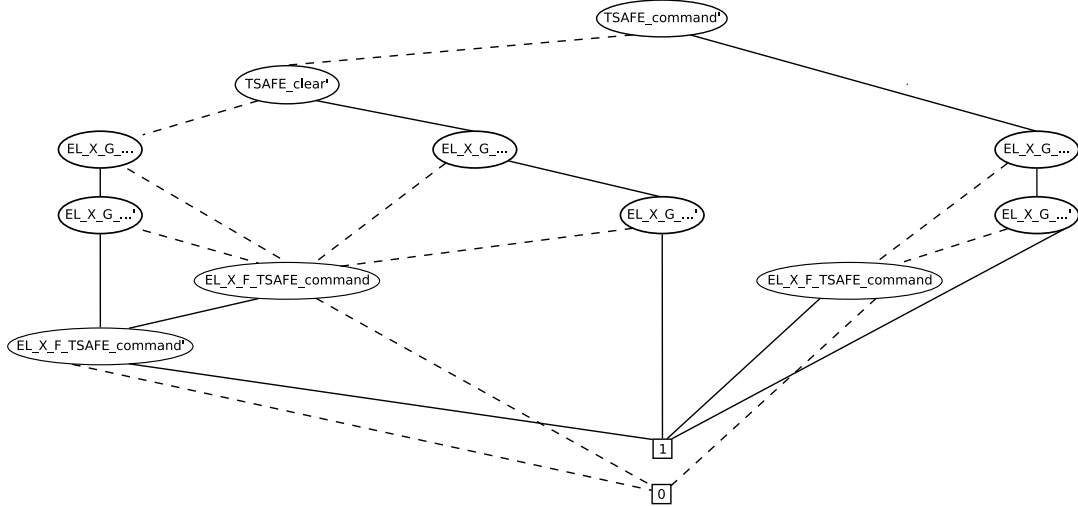 TSAFE_command'
TSAFE_clear'
EL_X_G_...
EL_X_G_...
EL_X_G_...
EL_X_G_...'
EL_X_G_...'
EL_X_G_...'
EL_X_F_TSAFE_command
EL_X_F_TSAFE_command
EL_X_F_TSAFE_command'
1
0